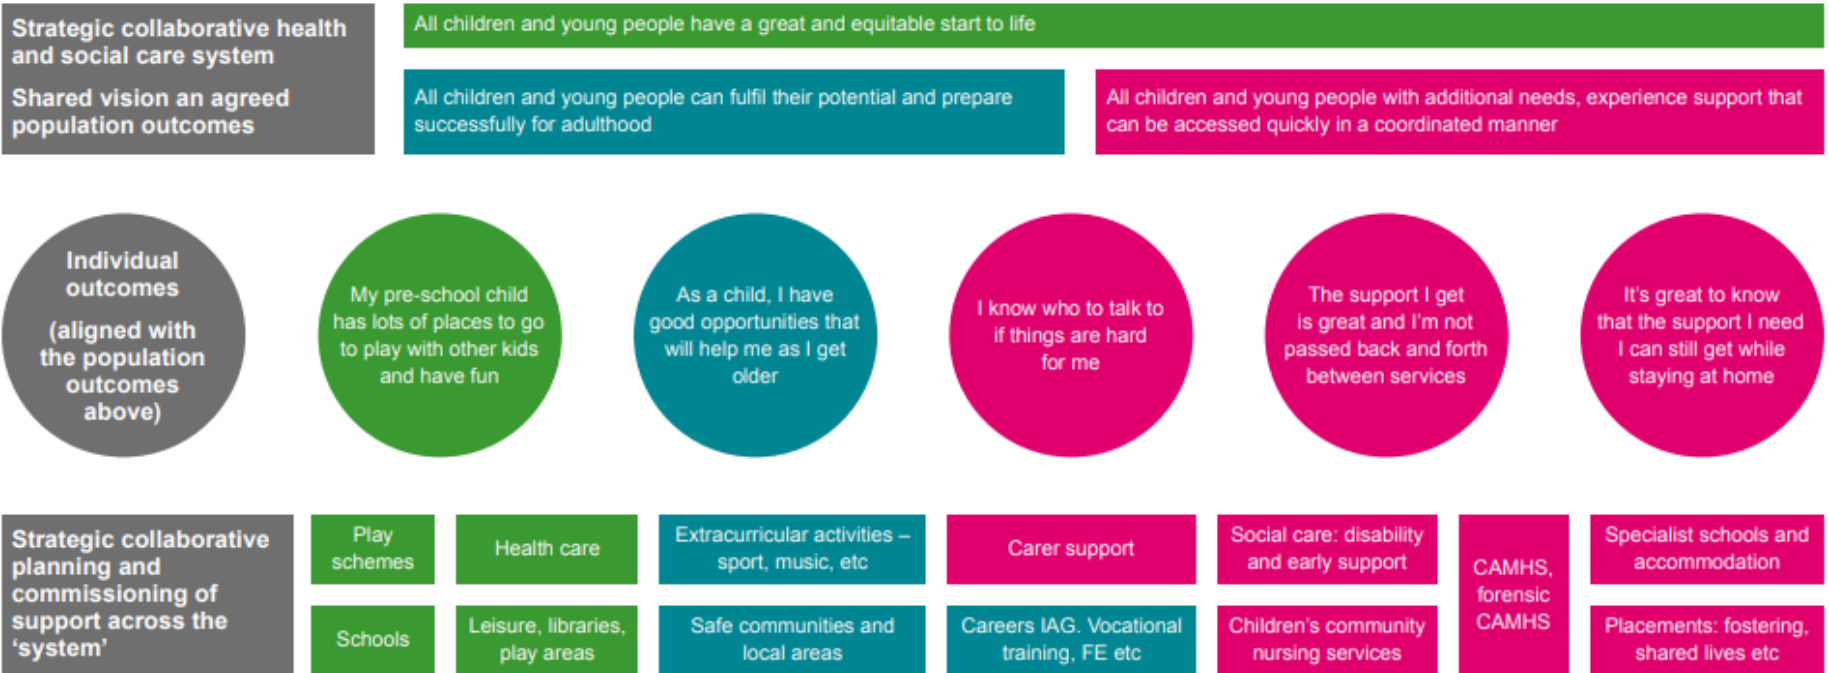 Strategic collaborative health
and social care system
Shared vision an agreed
population outcomes
All children and young people have a great and equitable start to life
All children and young people can fulfil their potential and prepare
successfully for adulthood
All children and young people with additional needs, experience support that
can be accessed quickly in a coordinated manner
Individual
outcomes
(aligned with
the population
outcomes
above)
My pre-school child
has lots of places to go
to play with other kids
and have fun
As a child, I have
good opportunities that
will help me as I get
older
I know who to talk to
if things are hard
for me
The support I get
is great and I'm not
passed back and forth
between services
It's great to know
that the support I need
I can still get while
staying at home
Strategic collaborative
planning and
commissioning of
support across the
‘system’
Play
schemes
Health care
Extracurricular activities –
sport, music, etc
Carer support
Social care: disability
and early support
CAMHS,
forensic
CAMHS
Specialist schools and
accommodation
Schools
Leisure, libraries,
play areas
Safe communities and
local areas
Careers IAG. Vocational
training, FE etc
Children's community
nursing services
Placements: fostering,
shared lives etc